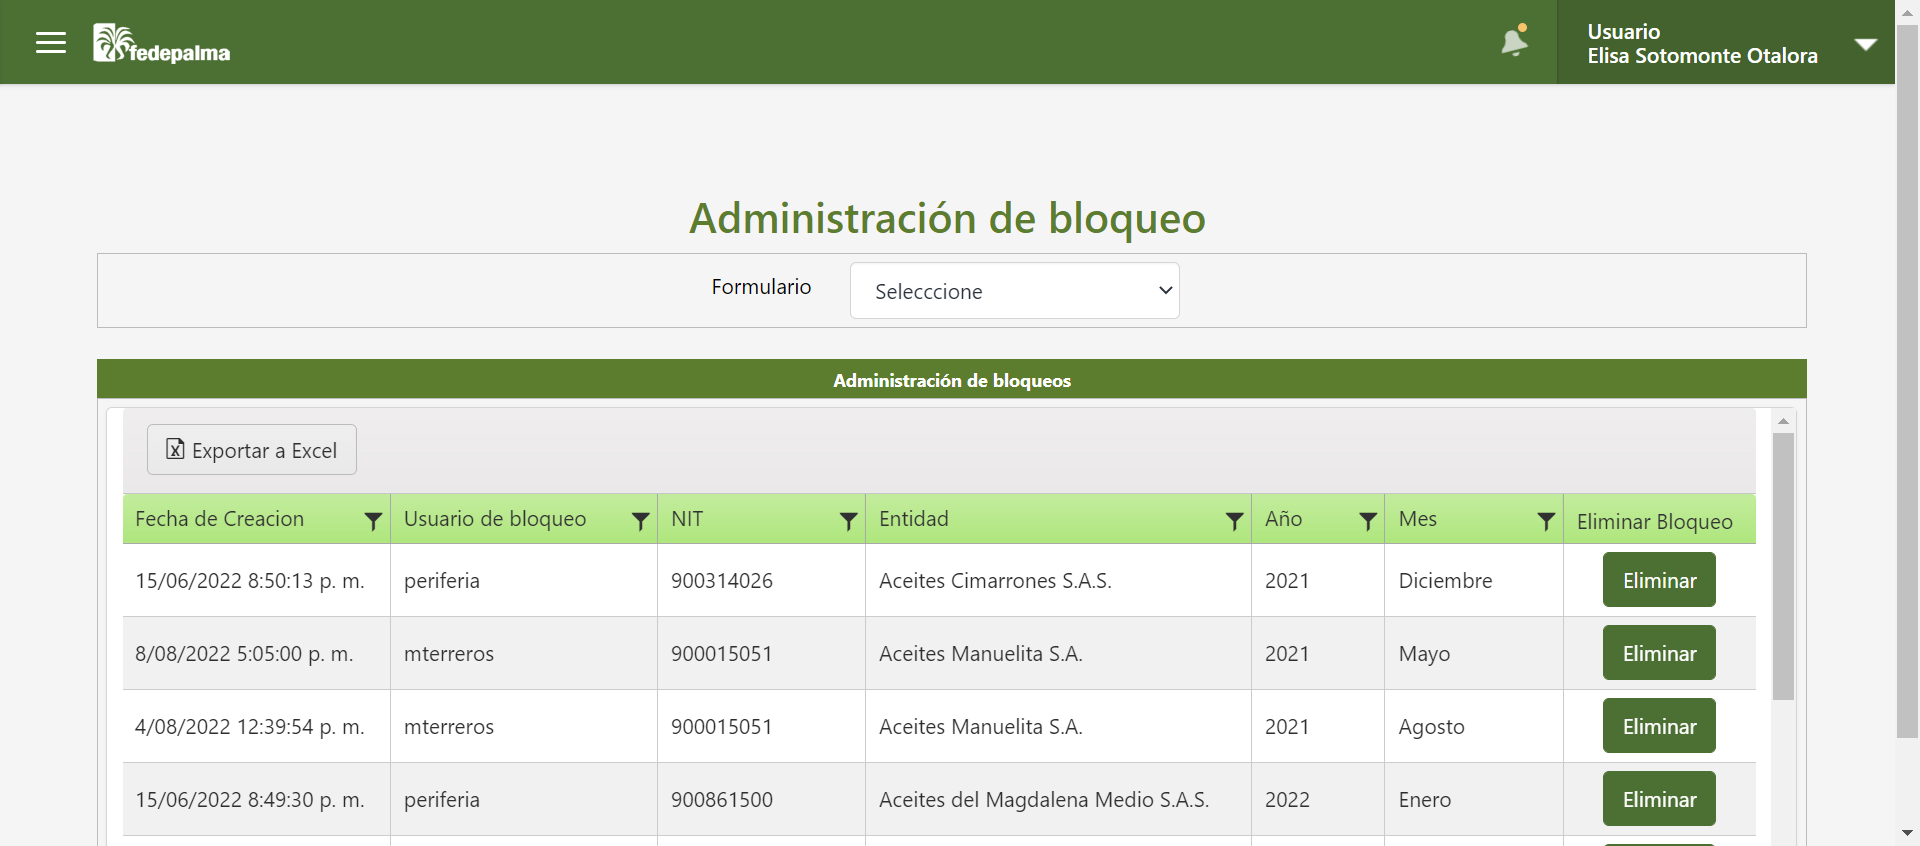 fedepalma
Usuario
Elisa Sotomonte Otalora
Administración de bloqueo
Formulario
Selecccione
Administración de bloqueos
Exportar a Excel
Fecha de Creacion Usuario de bloqueo NIT Entidad Año Mes Eliminar Bloqueo
15/06/2022 8:50:13 p. m. periferia 900314026 Aceites Cimarrones S.A.S. 2021 Diciembre Eliminar
8/08/2022 5:05:00 p. m. mterreros 900015051 Aceites Manuelita S.A. 2021 Mayo Eliminar
4/08/2022 12:39:54 p. m. mterreros 900015051 Aceites Manuelita S.A. 2021 Agosto Eliminar
15/06/2022 8:49:30 p. m. periferia 900861500 Aceites del Magdalena Medio S.A.S. 2022 Enero Eliminar